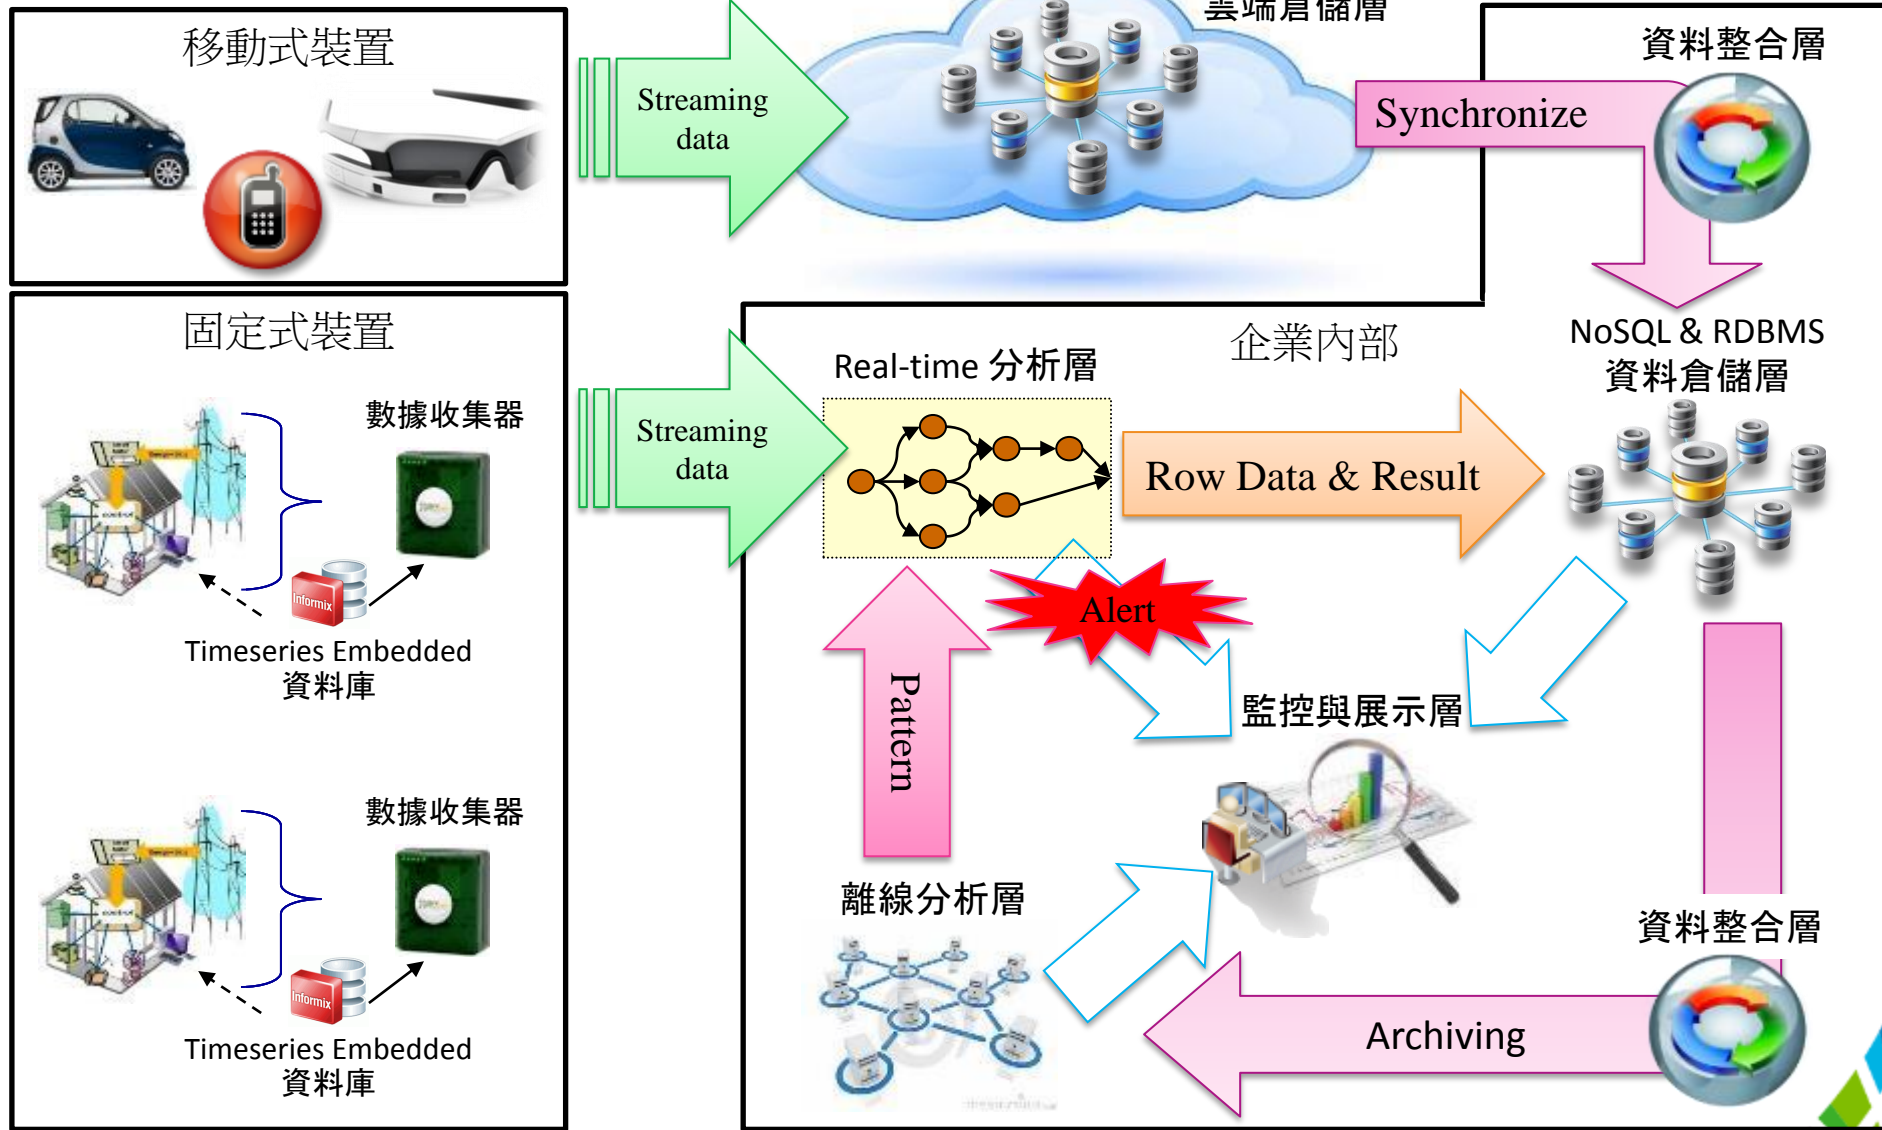 移動式裝置
Streaming
data
雲端倉儲層
Synchronize
資料整合層
固定式裝置
數據收集器
Informix
Timeseries Embedded
資料庫
數據收集器
Informix
Timeseries Embedded
資料庫
Streaming
data
企業內部
Real-time 分析層
Row Data & Result
NoSQL & RDBMS
資料倉儲層
Alert
Pattern
監控與展示層
離線分析層
資料整合層
Archiving